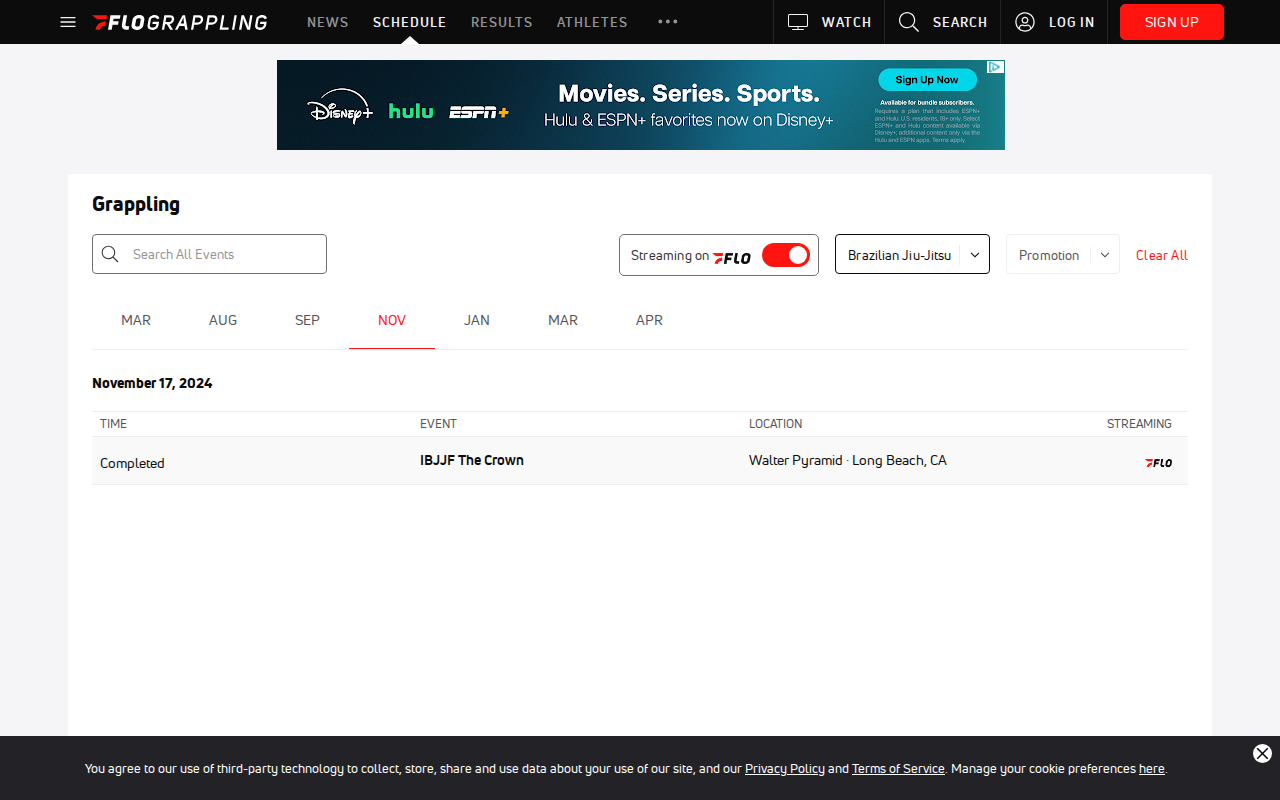 FLOGRAPPLING NEWS SCHEDULE RESULTS ATHLETES WATCH SEARCH LOG IN SIGN UP
Disney+ hulu ESPN+
Movies. Series. Sports.
Hulu & ESPN+ favorites now on Disney+
Sign Up Now
Available for bundle subscribers.
Requires a plan that includes ESPN+
and Hulu. U.S. residents, 18+ only. Select
ESPN+ and Hulu content available via
Disney+; additional content only via the
Hulu and ESPN apps. Terms apply.
Grappling
Search All Events Streaming on FLO Brazilian Jiu-Jitsu Promotion Clear All
MAR AUG SEP NOV JAN MAR APR
November 17, 2024
TIME EVENT LOCATION STREAMING
Completed IBJJF The Crown Walter Pyramid · Long Beach, CA FLO
You agree to our use of third-party technology to collect, store, share and use data about your use of our site, and our Privacy Policy and Terms of Service. Manage your cookie preferences here.